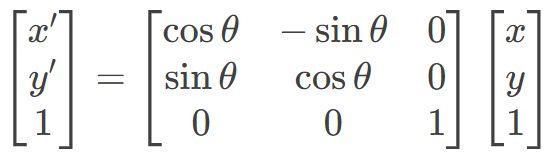 x′ cos θ − sin θ 0 x
y′ = sin θ cos θ 0 y
1 0 0 1 1